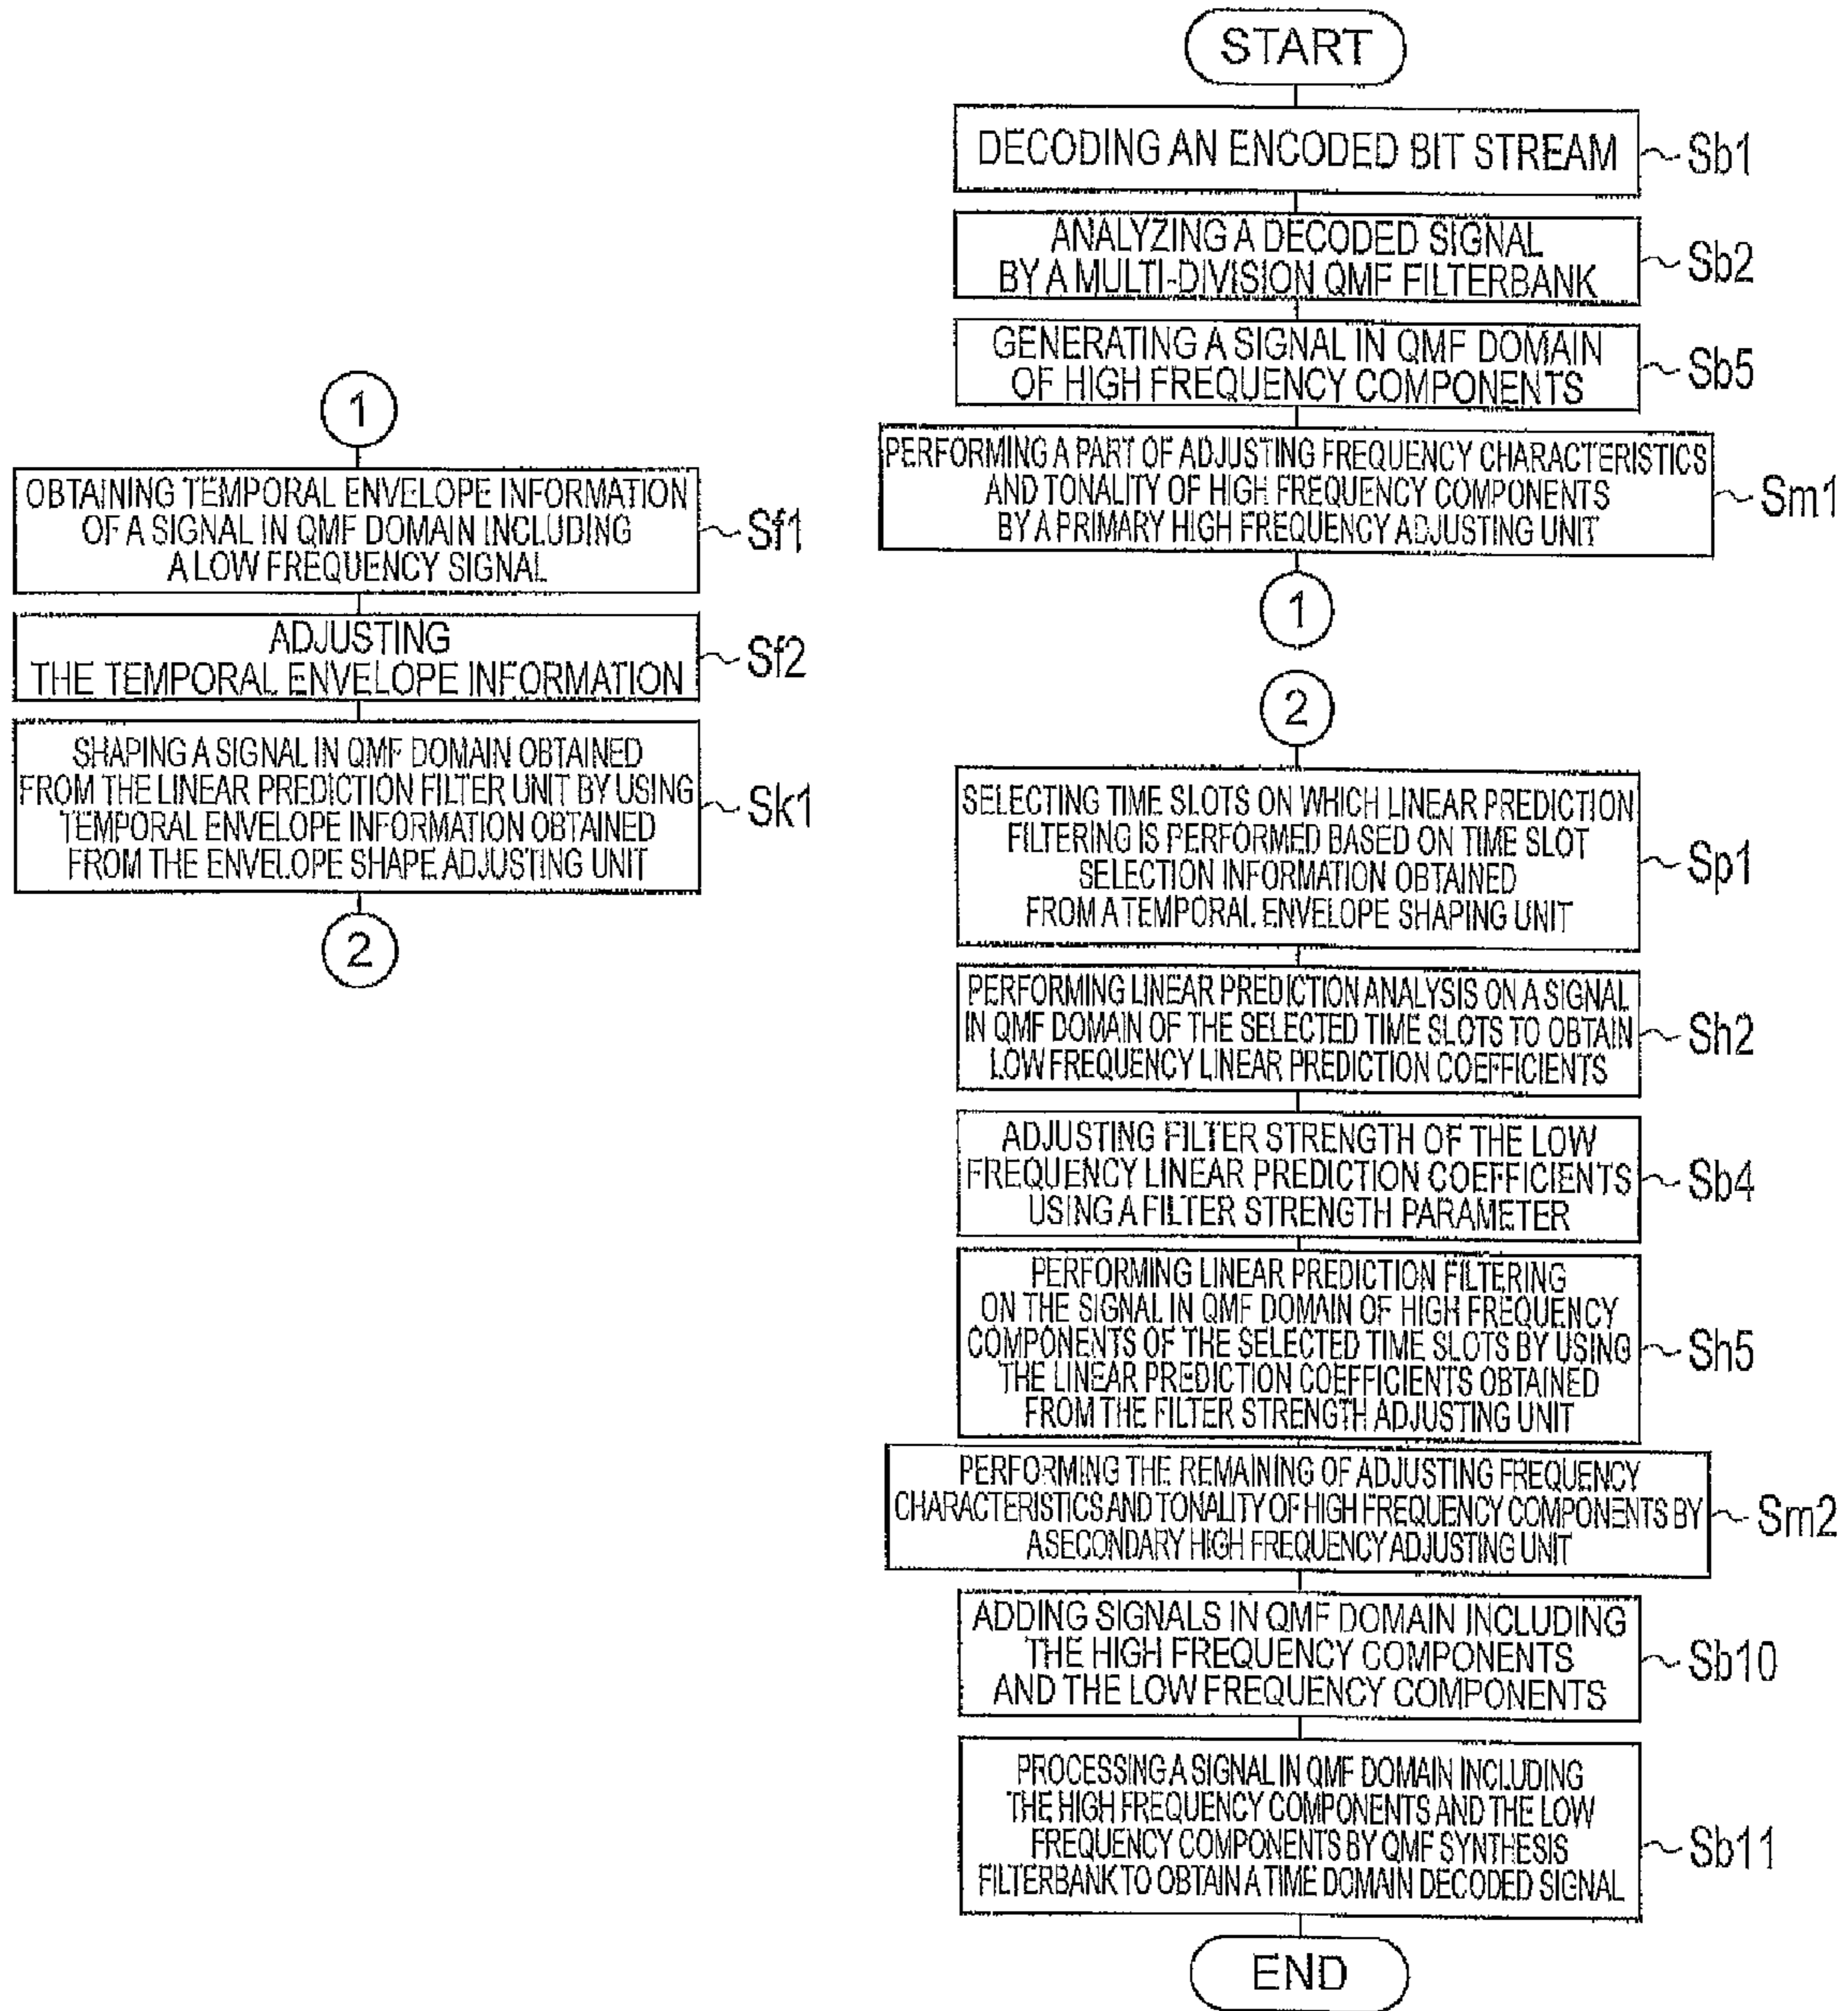 START
DECODING AN ENCODED BIT STREAM
Sb1
ANALYZING A DECODED SIGNAL
BY A MULTI-DIVISION QMF FILTERBANK
Sb2
GENERATING A SIGNAL IN QMF DOMAIN
OF HIGH FREQUENCY COMPONENTS
Sb5
PERFORMING A PART OF ADJUSTING FREQUENCY CHARACTERISTICS
AND TONALITY OF HIGH FREQUENCY COMPONENTS
BY A PRIMARY HIGH FREQUENCY ADJUSTING UNIT
Sm1
1
1
OBTAINING TEMPORAL ENVELOPE INFORMATION
OF A SIGNAL IN QMF DOMAIN INCLUDING
A LOW FREQUENCY SIGNAL
Sf1
ADJUSTING
THE TEMPORAL ENVELOPE INFORMATION
Sf2
SHAPING A SIGNAL IN QMF DOMAIN OBTAINED
FROM THE LINEAR PREDICTION FILTER UNIT BY USING
TEMPORAL ENVELOPE INFORMATION OBTAINED
FROM THE ENVELOPE SHAPE ADJUSTING UNIT
Sk1
2
2
SELECTING TIME SLOTS ON WHICH LINEAR PREDICTION
FILTERING IS PERFORMED BASED ON TIME SLOT
SELECTION INFORMATION OBTAINED
FROM A TEMPORAL ENVELOPE SHAPING UNIT
Sp1
PERFORMING LINEAR PREDICTION ANALYSIS ON A SIGNAL
IN QMF DOMAIN OF THE SELECTED TIME SLOTS TO OBTAIN
LOW FREQUENCY LINEAR PREDICTION COEFFICIENTS
Sh2
ADJUSTING FILTER STRENGTH OF THE LOW
FREQUENCY LINEAR PREDICTION COEFFICIENTS
USING A FILTER STRENGTH PARAMETER
Sb4
PERFORMING LINEAR PREDICTION FILTERING
ON THE SIGNAL IN QMF DOMAIN OF HIGH FREQUENCY
COMPONENTS OF THE SELECTED TIME SLOTS BY USING
THE LINEAR PREDICTION COEFFICIENTS OBTAINED
FROM THE FILTER STRENGTH ADJUSTING UNIT
Sh5
PERFORMING THE REMAINING OF ADJUSTING FREQUENCY
CHARACTERISTICS AND TONALITY OF HIGH FREQUENCY COMPONENTS BY
ASECONDARY HIGH FREQUENCY ADJUSTING UNIT
Sm2
ADDING SIGNALS IN QMF DOMAIN INCLUDING
THE HIGH FREQUENCY COMPONENTS
AND THE LOW FREQUENCY COMPONENTS
Sb10
PROCESSING A SIGNAL IN QMF DOMAIN INCLUDING
THE HIGH FREQUENCY COMPONENTS AND THE LOW
FREQUENCY COMPONENTS BY QMF SYNTHESIS
FILTERBANK TO OBTAIN A TIME DOMAIN DECODED SIGNAL
Sb11
END